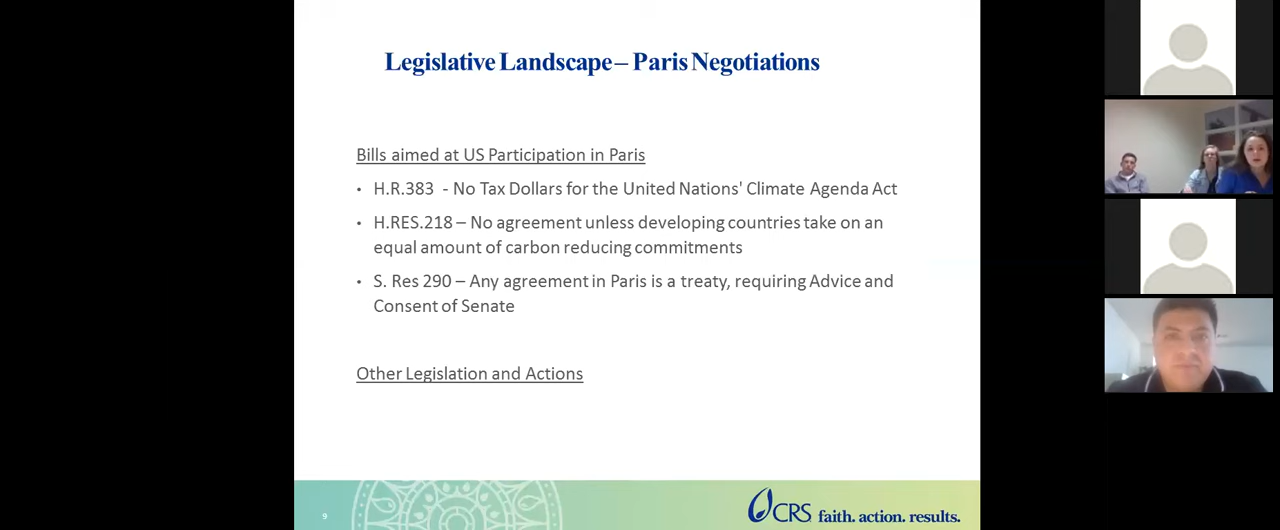 Legislative Landscape – Paris Negotiations
Bills aimed at US Participation in Paris
• H.R.383 - No Tax Dollars for the United Nations' Climate Agenda Act
• H.RES.218 – No agreement unless developing countries take on an
equal amount of carbon reducing commitments
• S. Res 290 – Any agreement in Paris is a treaty, requiring Advice and
Consent of Senate
Other Legislation and Actions
9
CRS faith. action. results.